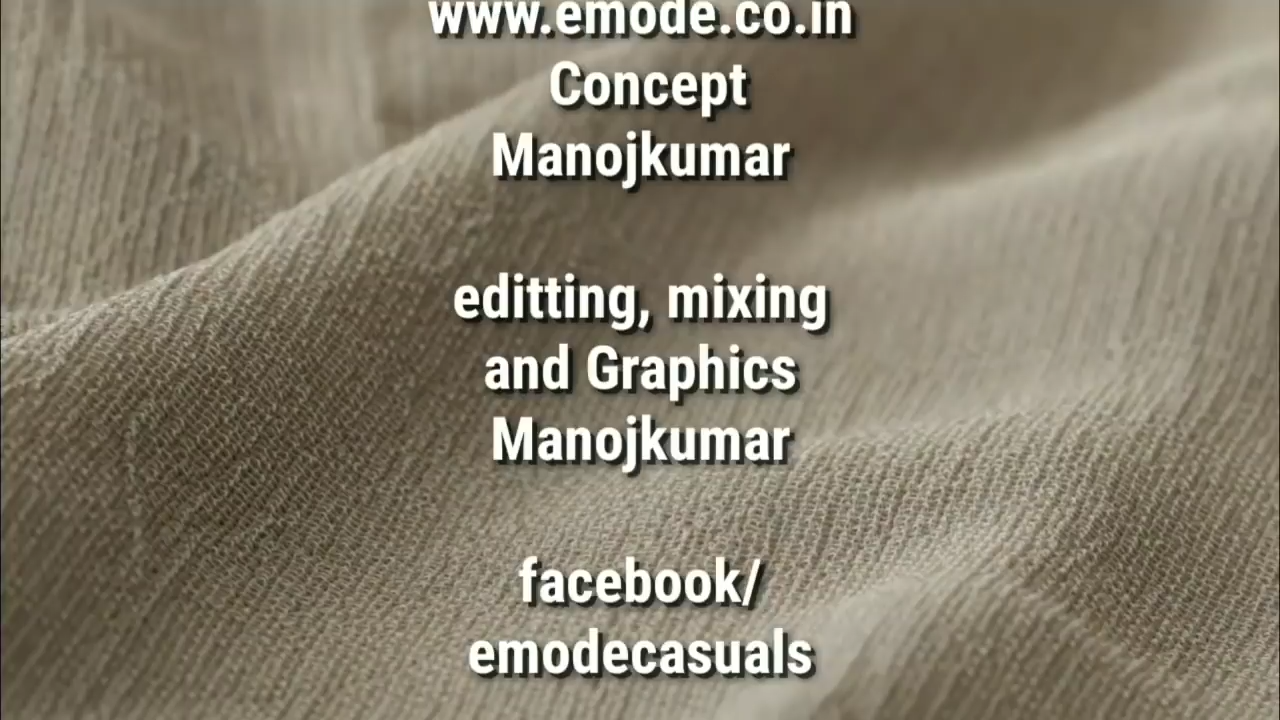 www.emode.co.in
Concept
Manojkumar
editting, mixing
and Graphics
Manojkumar
facebook/
emodecasuals